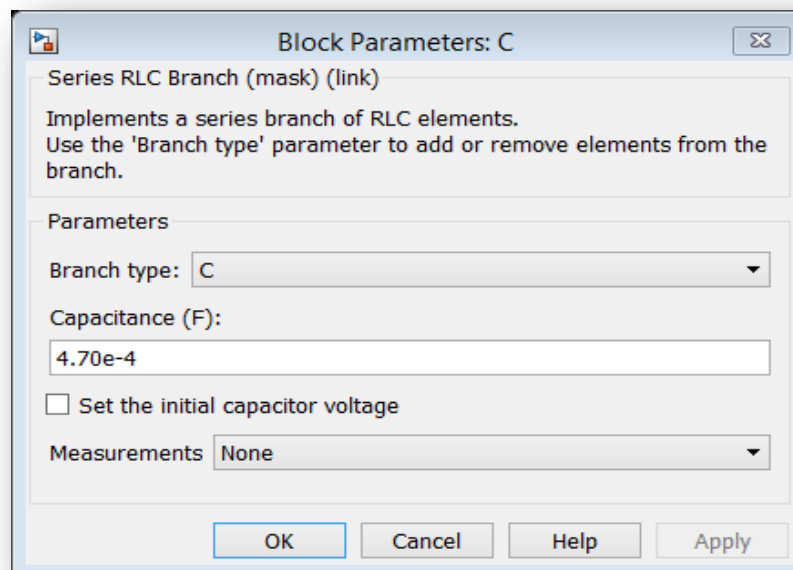 Block Parameters: C
Series RLC Branch (mask) (link)
Implements a series branch of RLC elements.
Use the 'Branch type' parameter to add or remove elements from the
branch.
Parameters
Branch type: C
Capacitance (F):
4.70e-4
Set the initial capacitor voltage
Measurements None
OK Cancel Help Apply